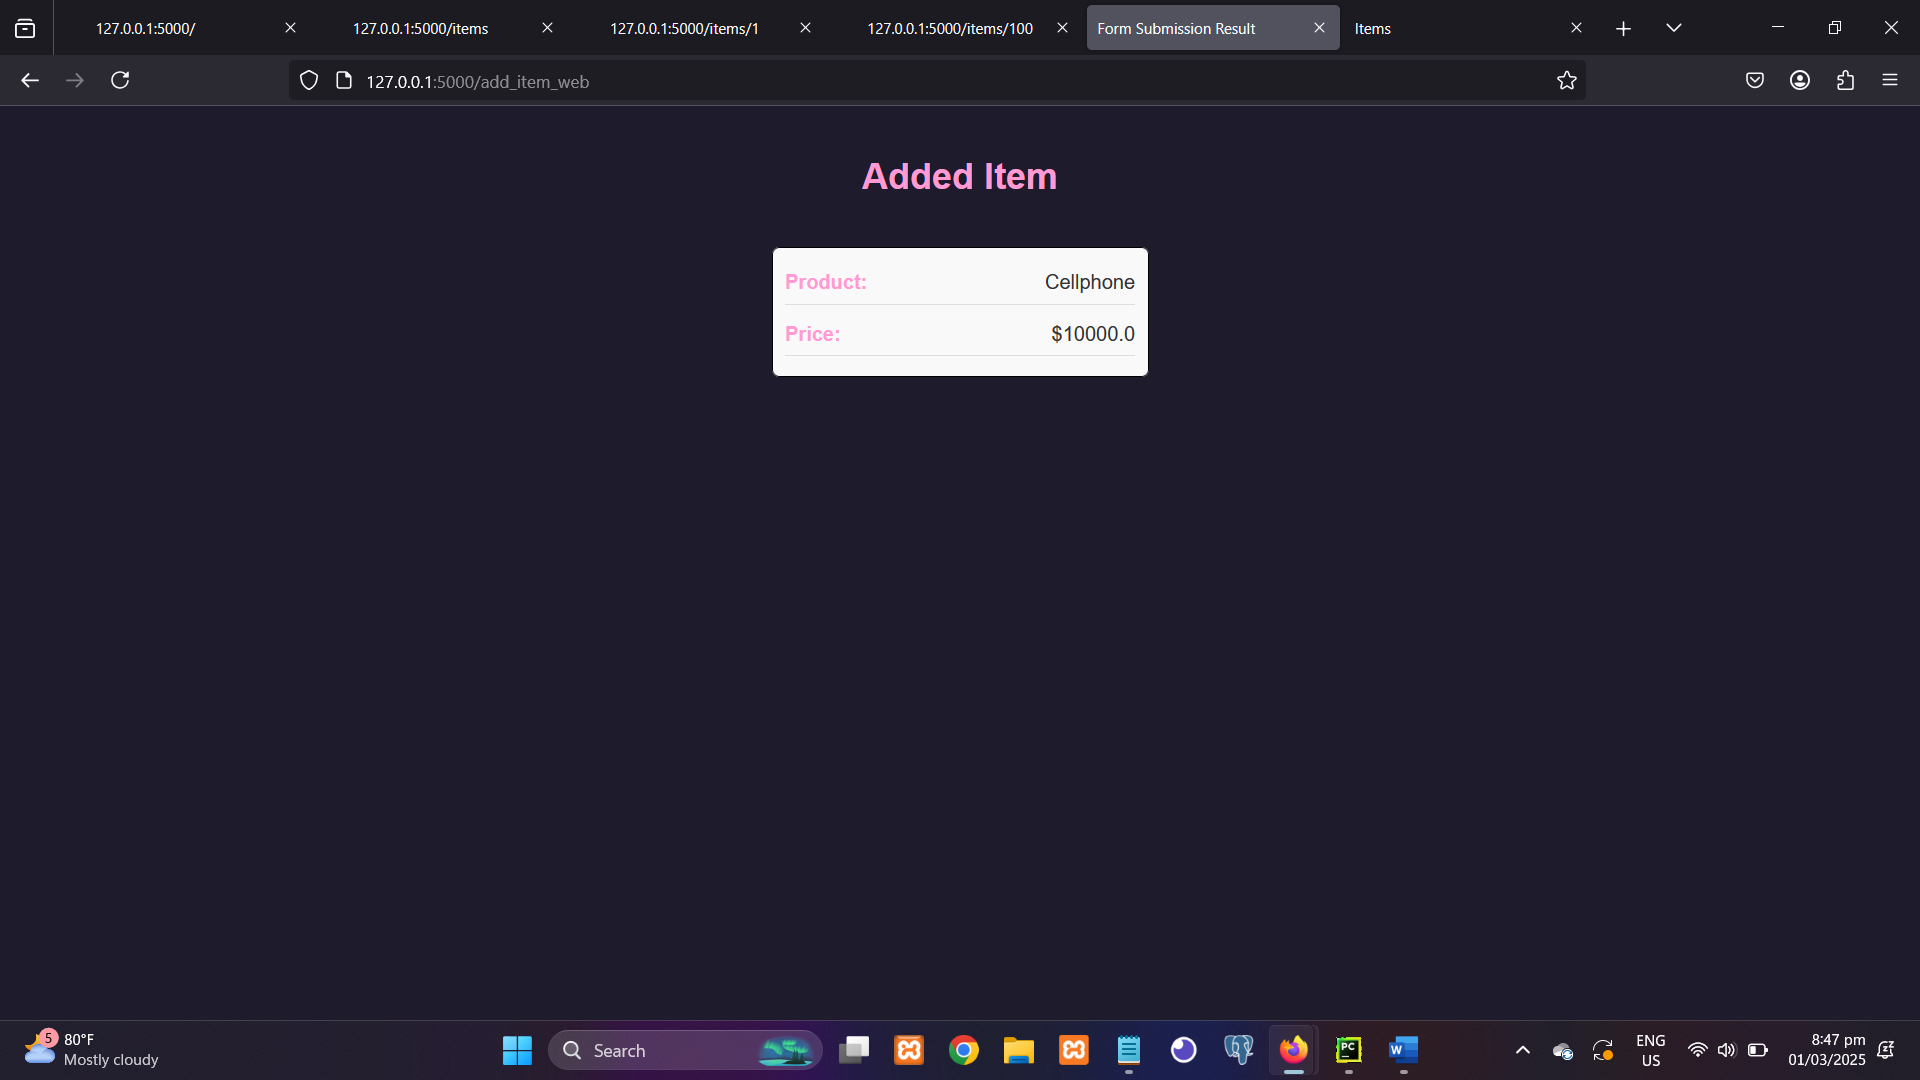 127.0.0.1:5000/
127.0.0.1:5000/items
127.0.0.1:5000/items/1
127.0.0.1:5000/items/100
Form Submission Result
Items
127.0.0.1:5000/add_item_web
Added Item
Product: Cellphone
Price: $10000.0
5
80°F
Mostly cloudy
Search
PC
W
ENG
US
8:47 pm
01/03/2025